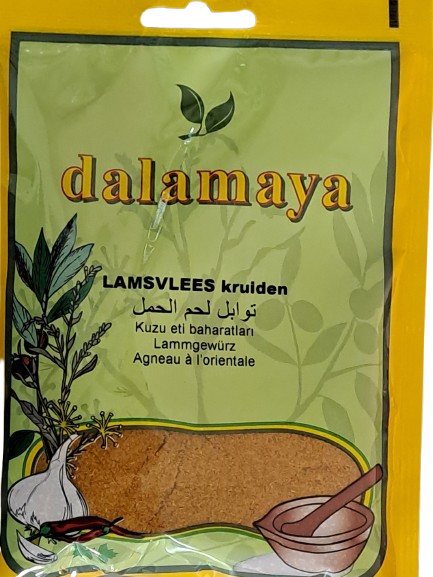 dalamaya
LAMSVLEES kruiden
توابل لحم الحمل
Kuzu eti baharatları
Lammgewürz
Agneau à l'orientale